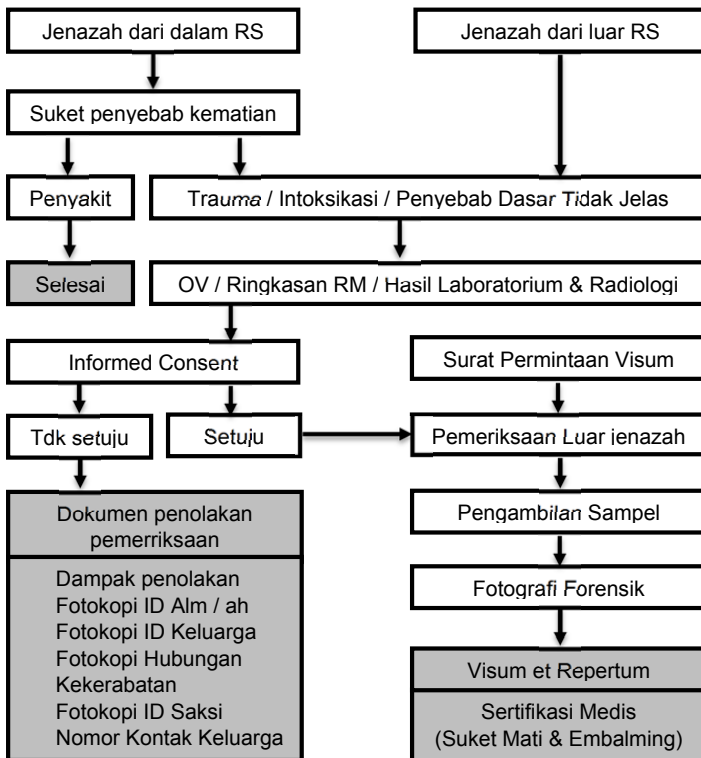 Jenazah dari dalam RS
Jenazah dari luar RS
Suket penyebab kematian
Penyakit
Trauma / Intoksikasi / Penyebab Dasar Tidak Jelas
Selesai
OV / Ringkasan RM / Hasil Laboratorium & Radiologi
Informed Consent
Surat Permintaan Visum
Tdk setuju
Setuju
Pemeriksaan Luar jenazah
Dokumen penolakan
pemerriksaan
Dampak penolakan
Fotokopi ID Alm / ah
Fotokopi ID Keluarga
Fotokopi Hubungan
Kekerabatan
Fotokopi ID Saksi
Nomor Kontak Keluarga
Pengambilan Sampel
Fotografi Forensik
Visum et Repertum
Sertifikasi Medis
(Suket Mati & Embalming)